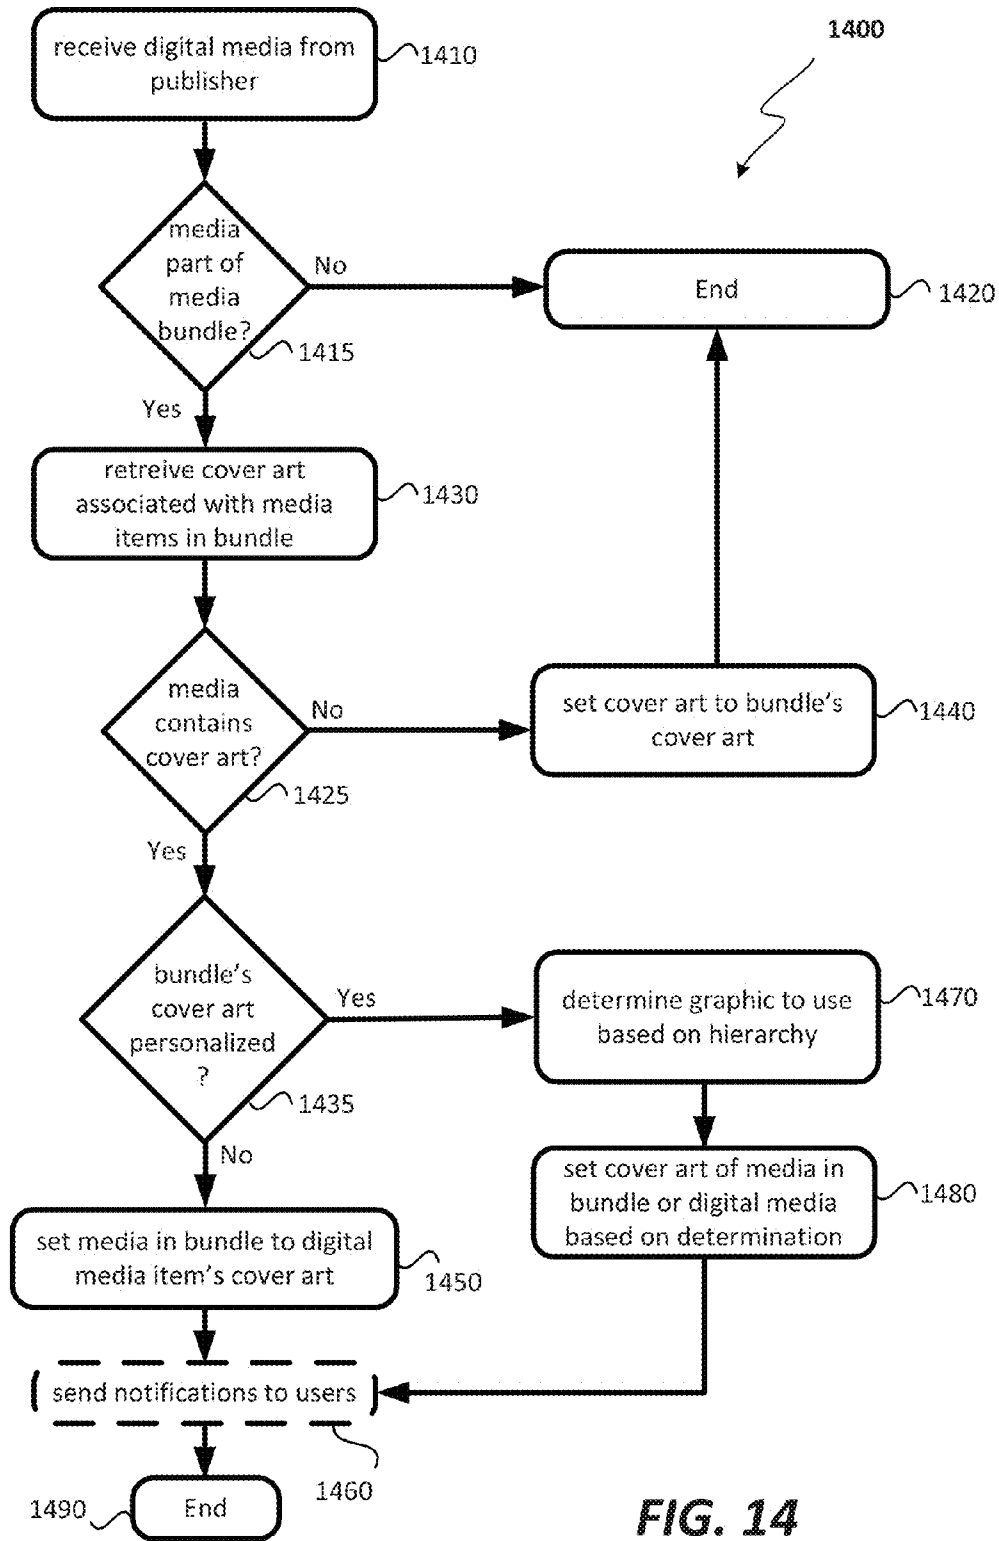 1400
receive digital media from
publisher
1410
media
part of
media
bundle?
1415
No
End
1420
Yes
retreive cover art
associated with media
items in bundle
1430
media
contains
cover art?
1425
No
set cover art to bundle's
cover art
1440
Yes
bundle's
cover art
personalized
?
1435
Yes
determine graphic to use
based on hierarchy
1470
No
set cover art of media in
bundle or digital media
based on determination
1480
set media in bundle to digital
media item's cover art
1450
send notifications to users
1460
End
1490
FIG. 14